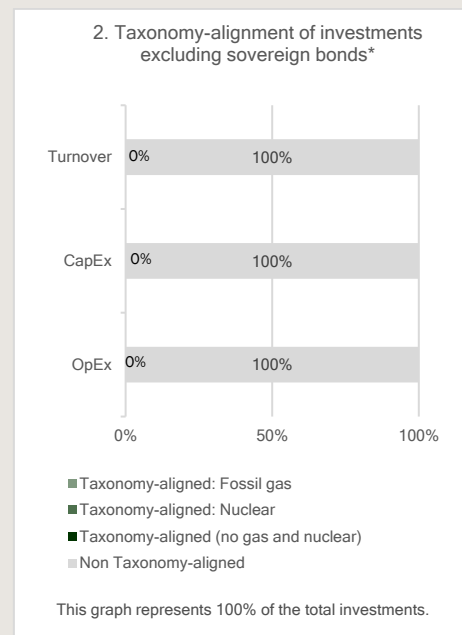 2. Taxonomy-alignment of investments
excluding sovereign bonds*
Turnover 0% 100%
CapEx 0% 100%
OpEx 0% 100%
0% 50% 100%
Taxonomy-aligned: Fossil gas
Taxonomy-aligned: Nuclear
Taxonomy-aligned (no gas and nuclear)
Non Taxonomy-aligned
This graph represents 100% of the total investments.